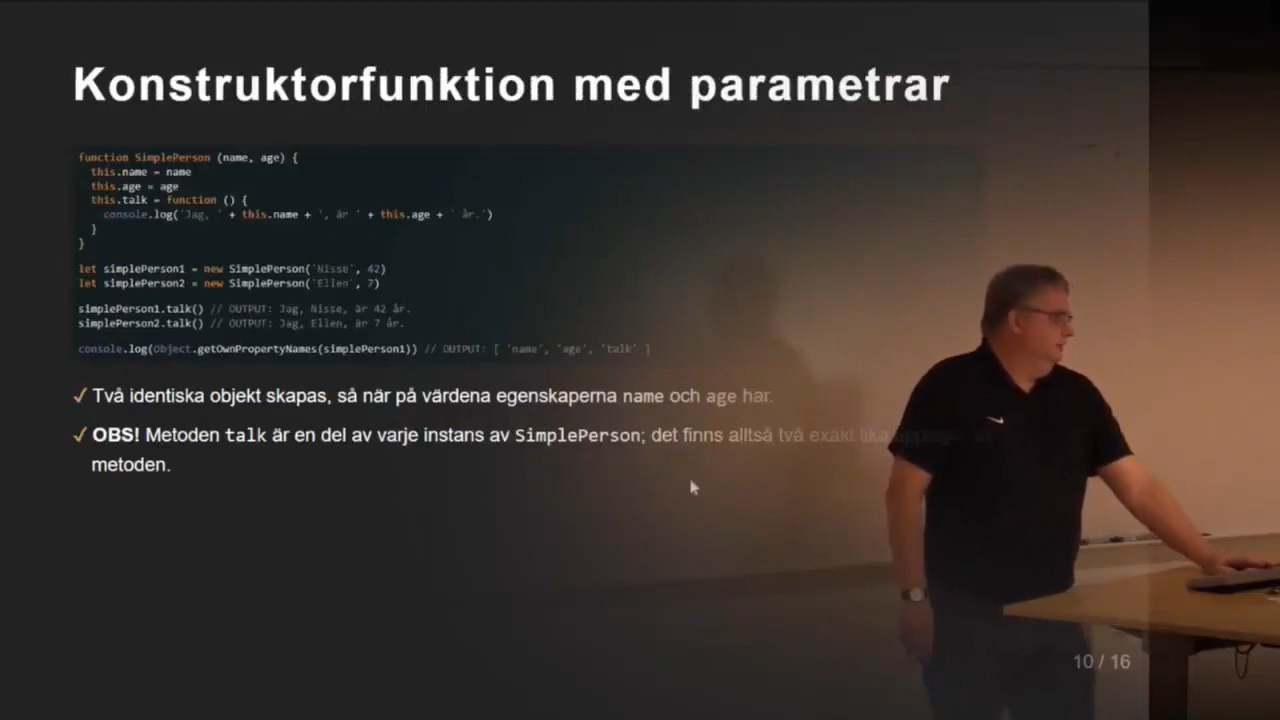 Konstruktorfunktion med parametrar
function SimplePerson (name, age) {
this.name = name
this.age = age
this.talk = function () {
console.log('Jag, ' + this.name + ', är ' + this.age + ' år.')
}
}
let simplePerson1 = new SimplePerson('Nisse', 42)
let simplePerson2 = new SimplePerson('Ellen', 7)
simplePerson1.talk() // OUTPUT: Jag, Nisse, är 42 år.
simplePerson2.talk() // OUTPUT: Jag, Ellen, är 7 år.
console.log(Object.getOwnPropertyNames(simplePerson1)) // OUTPUT: [ 'name', 'age', 'talk' ]
✓ Två identiska objekt skapas, så när på värdena egenskaperna name och age har.
✓ OBS! Metoden talk är en del av varje instans av SimplePerson; det finns alltså två exakt lika
metoden.
10 / 16